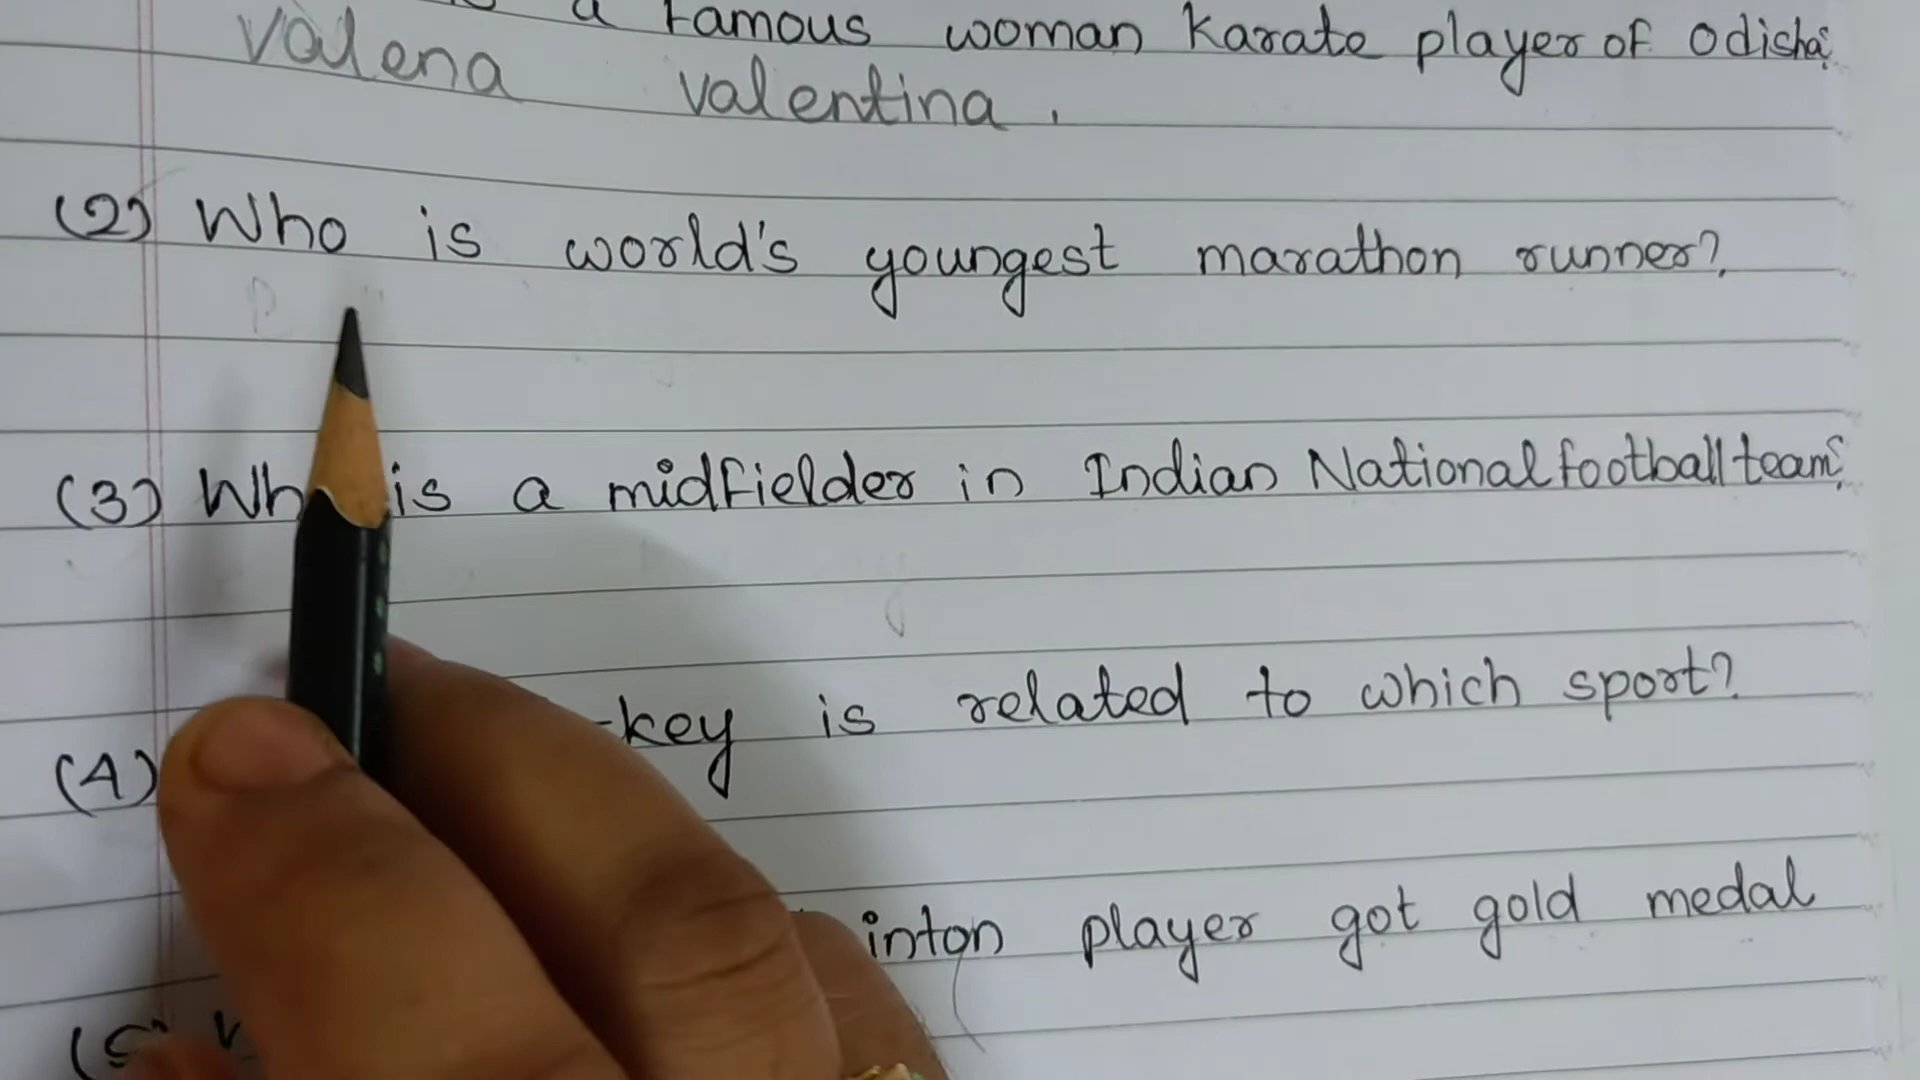 a famous woman karate player of Odisha?
Valena Valentina.
(2) Who is world's youngest marathon runner?
(3) Wh is a midfielder in Indian National football team?
(4) key is related to which sport?
inton player got gold medal